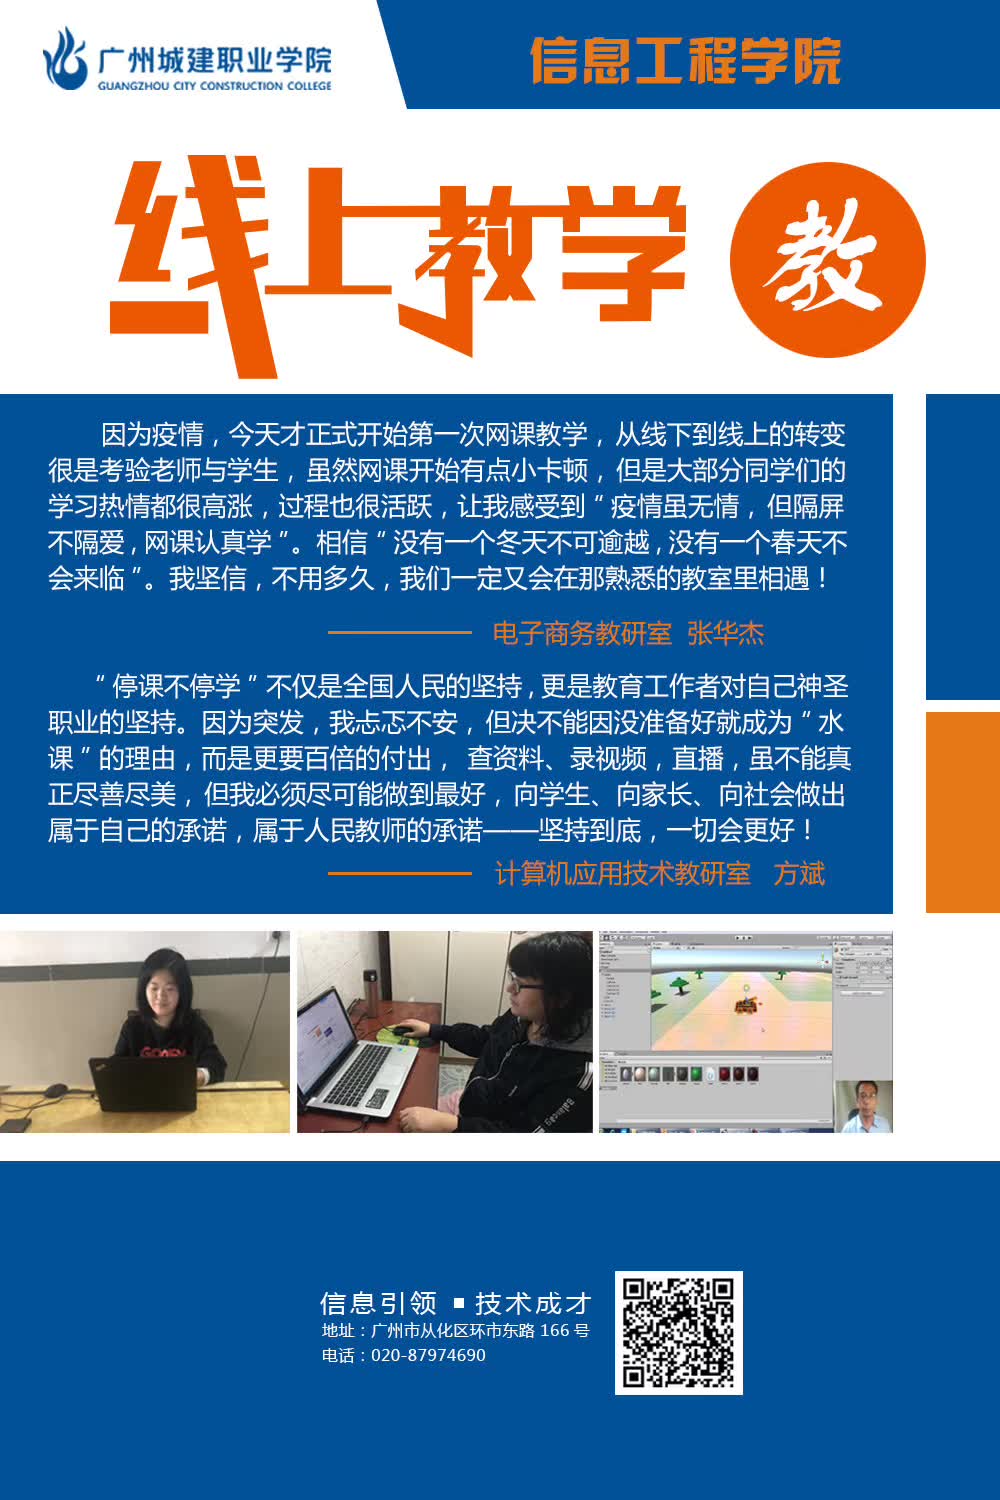 广州城建职业学院
GUANGZHOU CITY CONSTRUCTION COLLEGE
信息工程学院
线上教学
教
因为疫情，今天才正式开始第一次网课教学，从线下到线上的转变
很是考验老师与学生，虽然网课开始有点小卡顿，但是大部分同学们的
学习热情都很高涨，过程也很活跃，让我感受到“疫情虽无情，但隔屏
不隔爱，网课认真学”。相信“没有一个冬天不可逾越，没有一个春天不
会来临”。我坚信，不用多久，我们一定又会在那熟悉的教室里相遇！
电子商务教研室 张华杰
“停课不停学”不仅是全国人民的坚持，更是教育工作者对自己神圣
职业的坚持。因为突发，我忐忑不安，但决不能因没准备好就成为“水
课”的理由，而是更要百倍的付出， 查资料、录视频，直播，虽不能真
正尽善尽美，但我必须尽可能做到最好，向学生、向家长、向社会做出
属于自己的承诺，属于人民教师的承诺——坚持到底，一切会更好！
计算机应用技术教研室 方斌
信息引领▪技术成才
地址：广州市从化区环市东路 166 号
电话：020-87974690